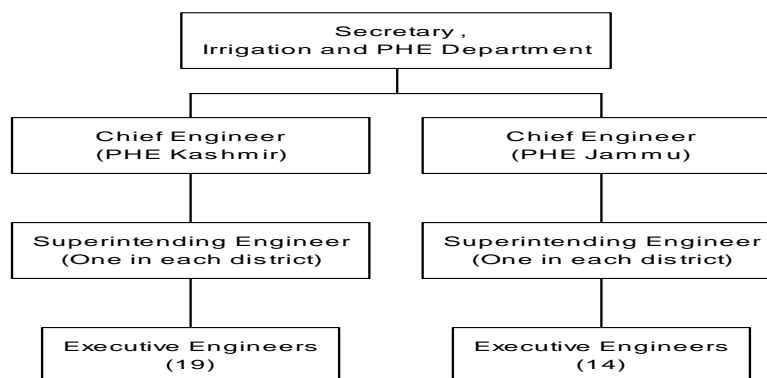 Secretary,
Irrigation and PHE Department
Chief Engineer
(PHE Kashmir)
Chief Engineer
(PHE Jammu)
Superintending Engineer
(One in each district)
Superintending Engineer
(One in each district)
Executive Engineers
(19)
Executive Engineers
(14)